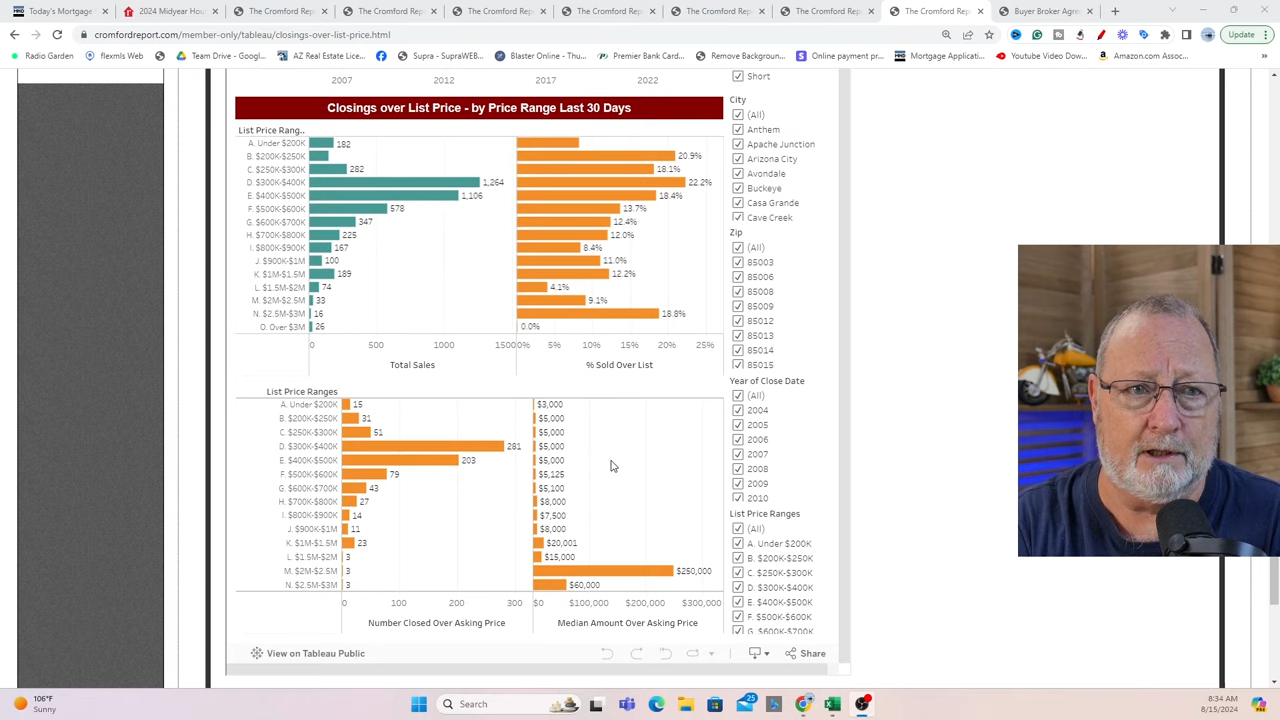 Today's Mortgage
2024 Midyear Hou
The Cromford Rep
The Cromford Rep
The Cromford Rep
The Cromford Rep
The Cromford Rep
The Cromford Rep
The Cromford Rep
Buyer Broker Agre
cromfordreport.com/member-only/tableau/closings-over-list-price.html
Update
Radio Garden
flexmls Web
Team Drive - Googl...
AZ Real Estate Ldeo...
Supra - SupraWEB...
Blaster Online - Thu...
Premier Bank Card...
Remove Backgroun...
Online payment pr...
Mortgage Applicati...
Youtube Video Dow...
Amazon.com Assoc...
2007 2012 2017 2022
Short
Closings over List Price - by Price Range Last 30 Days
List Price Rang..
A. Under $200K 182
B. $200K-$250K 20.9%
C. $250K-$300K 282 18.1%
D. $300K-$400K 1,264 22.2%
E. $400K-$500K 1,106 18.4%
F. $500K-$600K 578 13.7%
G. $600K-$700K 347 12.4%
H. $700K-$800K 225 12.0%
I. $800K-$900K 167 8.4%
J. $900K-$1M 100 11.0%
K. $1M-$1.5M 189 12.2%
L. $1.5M-$2M 74 4.1%
M. $2M-$2.5M 33 9.1%
N. $2.5M-$3M 16 18.8%
O. Over $3M 26 0.0%
0 500 1000 1500 0% 5% 10% 15% 20% 25%
Total Sales % Sold Over List
List Price Ranges
A. Under $200K 15 $3,000
B. $200K-$250K 31 $5,000
C. $250K-$300K 51 $5,000
D. $300K-$400K 281 $5,000
E. $400K-$500K 203 $5,000
F. $500K-$600K 79 $5,125
G. $600K-$700K 43 $5,100
H. $700K-$800K 27 $8,000
I. $800K-$900K 14 $7,500
J. $900K-$1M 11 $8,000
K. $1M-$1.5M 23 $20,001
L. $1.5M-$2M 3 $15,000
M. $2M-$2.5M 3 $250,000
N. $2.5M-$3M 3 $60,000
0 100 200 300 $0 $100,000 $200,000 $300,000
Number Closed Over Asking Price Median Amount Over Asking Price
City
(All)
Anthem
Apache Junction
Arizona City
Avondale
Buckeye
Casa Grande
Cave Creek
Zip
(All)
85003
85006
85008
85009
85012
85013
85014
85015
Year of Close Date
(All)
2004
2005
2006
2007
2008
2009
2010
List Price Ranges
(All)
A. Under $200K
B. $200K-$250K
C. $250K-$300K
D. $300K-$400K
E. $400K-$500K
F. $500K-$600K
G. $600K-$700K
View on Tableau Public
Share
106°F
Sunny
Search
25
8:34 AM
8/15/2024